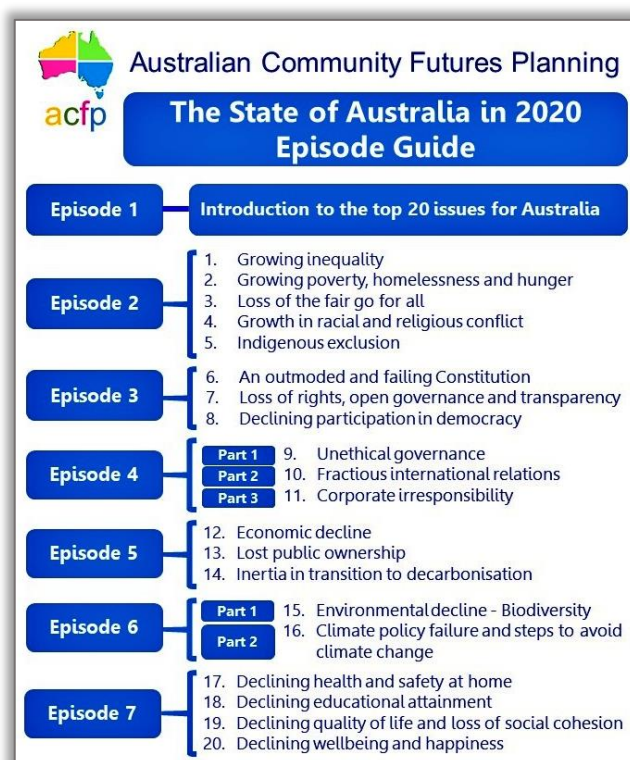 acfp
Australian Community Futures Planning
The State of Australia in 2020
Episode Guide
Episode 1
Introduction to the top 20 issues for Australia
Episode 2
1. Growing inequality
2. Growing poverty, homelessness and hunger
3. Loss of the fair go for all
4. Growth in racial and religious conflict
5. Indigenous exclusion
Episode 3
6. An outmoded and failing Constitution
7. Loss of rights, open governance and transparency
8. Declining participation in democracy
Episode 4
Part 1 9. Unethical governance
Part 2 10. Fractious international relations
Part 3 11. Corporate irresponsibility
Episode 5
12. Economic decline
13. Lost public ownership
14. Inertia in transition to decarbonisation
Episode 6
Part 1 15. Environmental decline - Biodiversity
Part 2 16. Climate policy failure and steps to avoid
climate change
Episode 7
17. Declining health and safety at home
18. Declining educational attainment
19. Declining quality of life and loss of social cohesion
20. Declining wellbeing and happiness